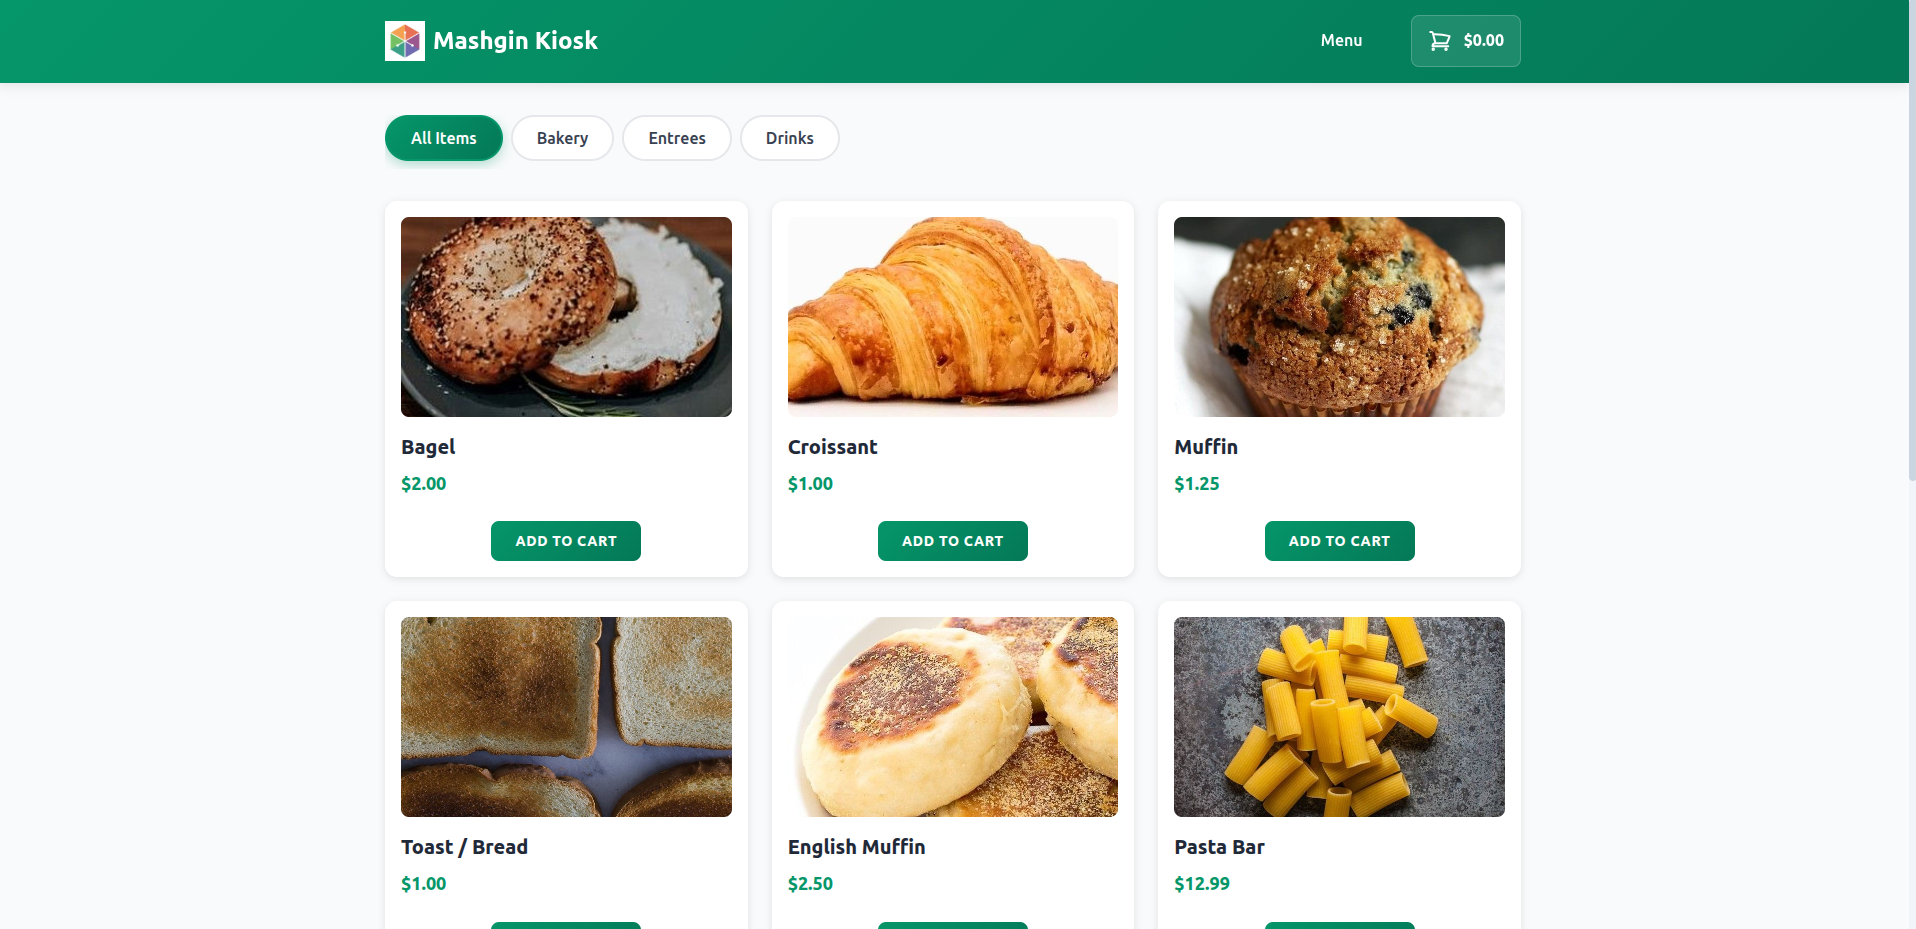 Mashgin Kiosk
Menu
$0.00
All Items
Bakery
Entrees
Drinks
Bagel
$2.00
ADD TO CART
Croissant
$1.00
ADD TO CART
Muffin
$1.25
ADD TO CART
Toast / Bread
$1.00
English Muffin
$2.50
Pasta Bar
$12.99